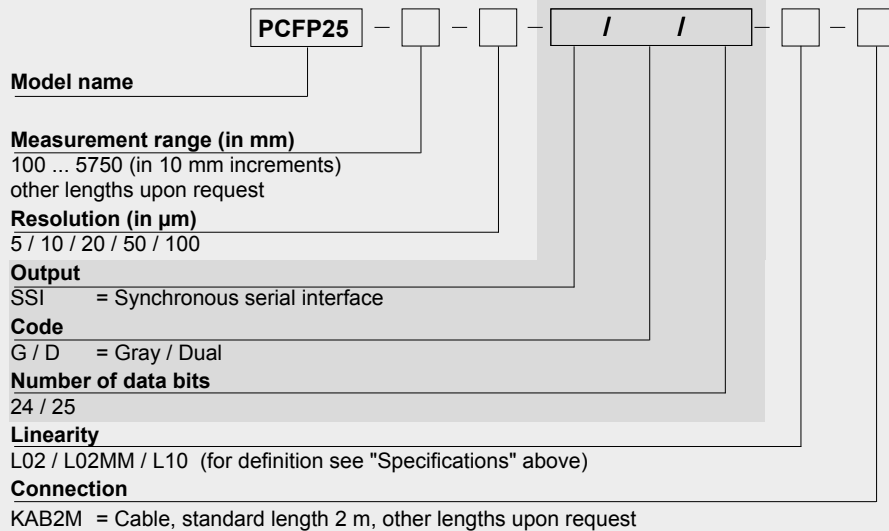 PCFP25 – – – / / – –
Model name
Measurement range (in mm)
100 ... 5750 (in 10 mm increments)
other lengths upon request
Resolution (in µm)
5 / 10 / 20 / 50 / 100
Output
SSI = Synchronous serial interface
Code
G / D = Gray / Dual
Number of data bits
24 / 25
Linearity
L02 / L02MM / L10 (for definition see "Specifications" above)
Connection
KAB2M = Cable, standard length 2 m, other lengths upon request